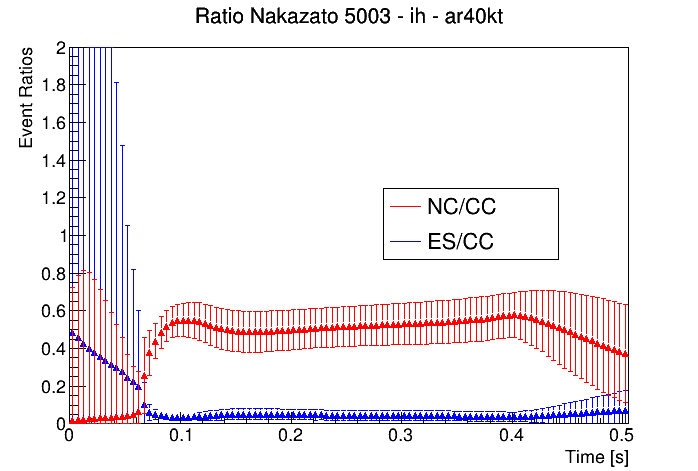 Ratio Nakazato 5003 - ih - ar40kt
Event Ratios
2
1.8
1.6
1.4
1.2
1
0.8
0.6
0.4
0.2
0
NC/CC
ES/CC
0 0.1 0.2 0.3 0.4 0.5
Time [s]